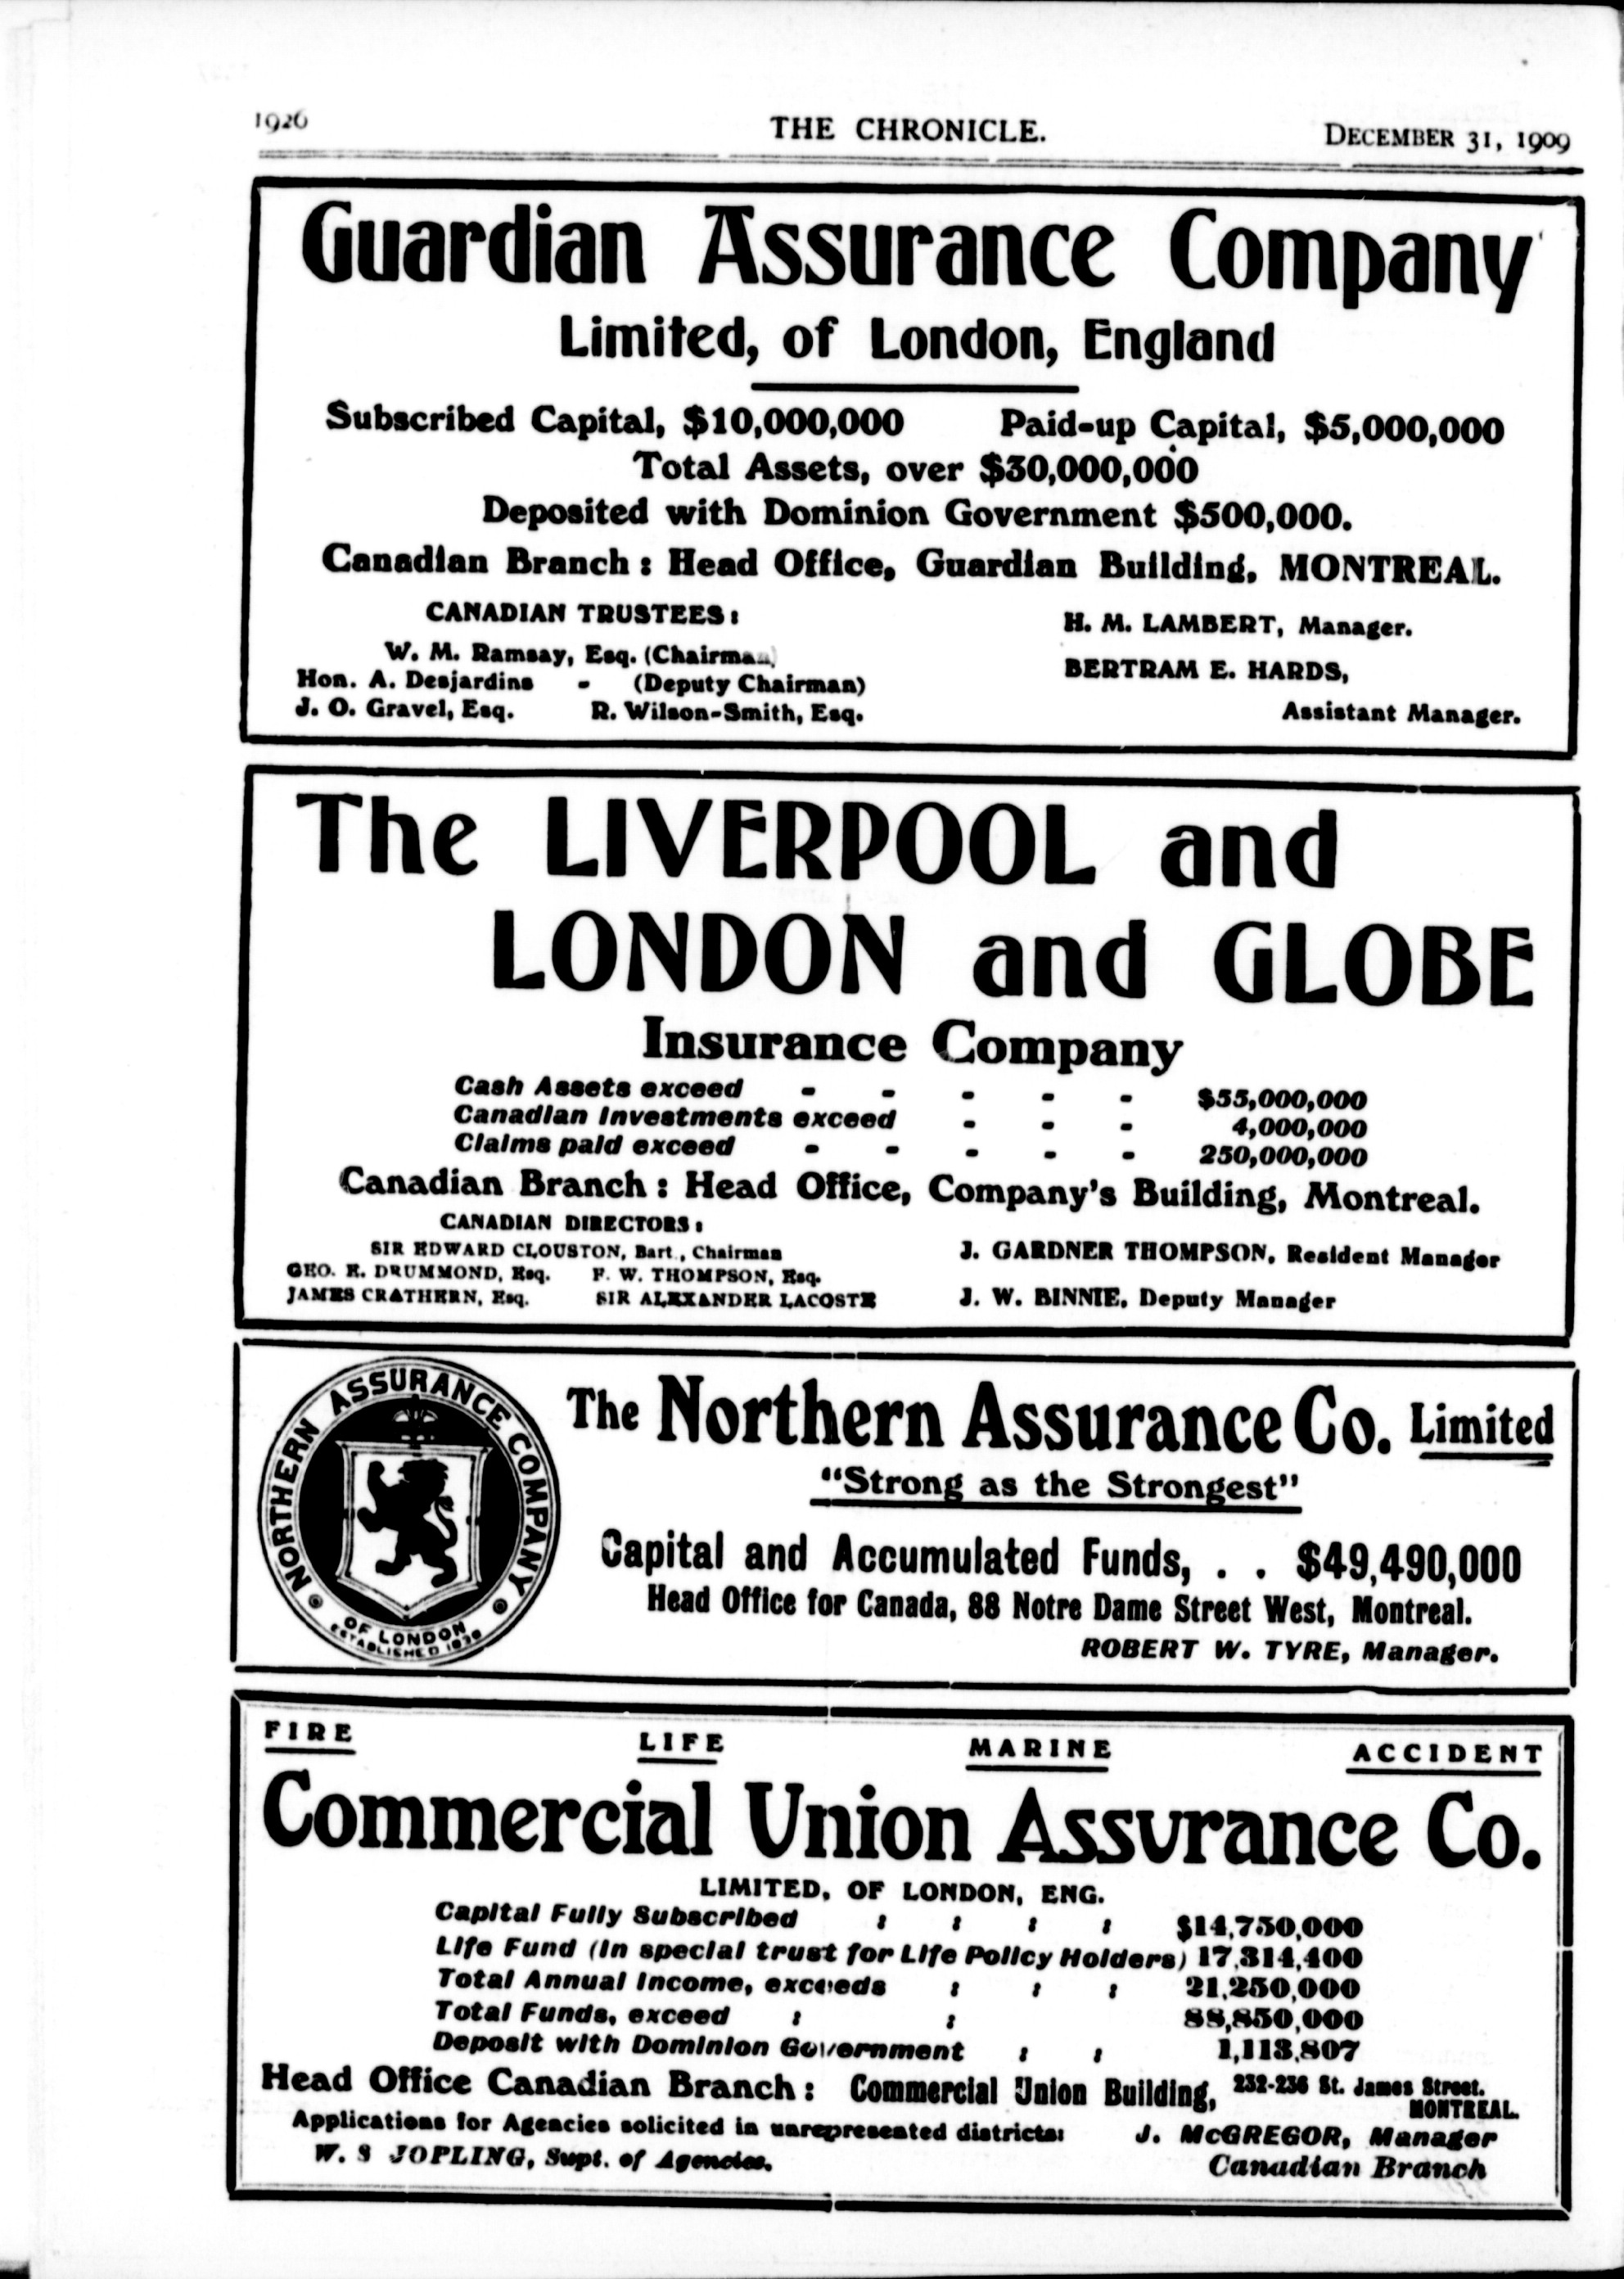 1926 THE CHRONICLE. DECEMBER 31, 1909
Guardian Assurance Company
Limited, of London, England
Subscribed Capital, $10,000,000 Paid-up Capital, $5,000,000
Total Assets, over $30,000,000
Deposited with Dominion Government $500,000.
Canadian Branch : Head Office, Guardian Building, MONTREAL.
CANADIAN TRUSTEES :
W. M. Ramsay, Esq. (Chairman)
Hon. A. Desjardins - (Deputy Chairman)
J. O. Gravel, Esq. R. Wilson-Smith, Esq.
H. M. LAMBERT, Manager.
BERTRAM E. HARDS,
Assistant Manager.
The LIVERPOOL and
LONDON and GLOBE
Insurance Company
Cash Assets exceed - - - - - $55,000,000
Canadian Investments exceed - - - 4,000,000
Claims paid exceed - - - - - 250,000,000
Canadian Branch : Head Office, Company's Building, Montreal.
CANADIAN DIRECTORS :
SIR EDWARD CLOUSTON, Bart., Chairman
GEO. E. DRUMMOND, Esq. F. W. THOMPSON, Esq.
JAMES CRATHERN, Esq. SIR ALEXANDER LACOSTE
J. GARDNER THOMPSON, Resident Manager
J. W. BINNIE, Deputy Manager
NORTHERN ASSURANCE COMPANY
OF LONDON
ESTABLISHED 1836
The Northern Assurance Co. Limited
"Strong as the Strongest"
Capital and Accumulated Funds, . . $49,490,000
Head Office for Canada, 88 Notre Dame Street West, Montreal.
ROBERT W. TYRE, Manager.
FIRE LIFE MARINE ACCIDENT
Commercial Union Assurance Co.
LIMITED, OF LONDON, ENG.
Capital Fully Subscribed : : : : $14,750,000
Life Fund (In special trust for Life Policy Holders) 17,314,400
Total Annual Income, exceeds : : : 21,250,000
Total Funds, exceed : : 88,850,000
Deposit with Dominion Government : : 1,113,807
Head Office Canadian Branch : Commercial Union Building, 232-236 St. James Street.
MONTREAL.
Applications for Agencies solicited in unrepresented districts:
W. S JOPLING, Supt. of Agencies.
J. McGREGOR, Manager
Canadian Branch